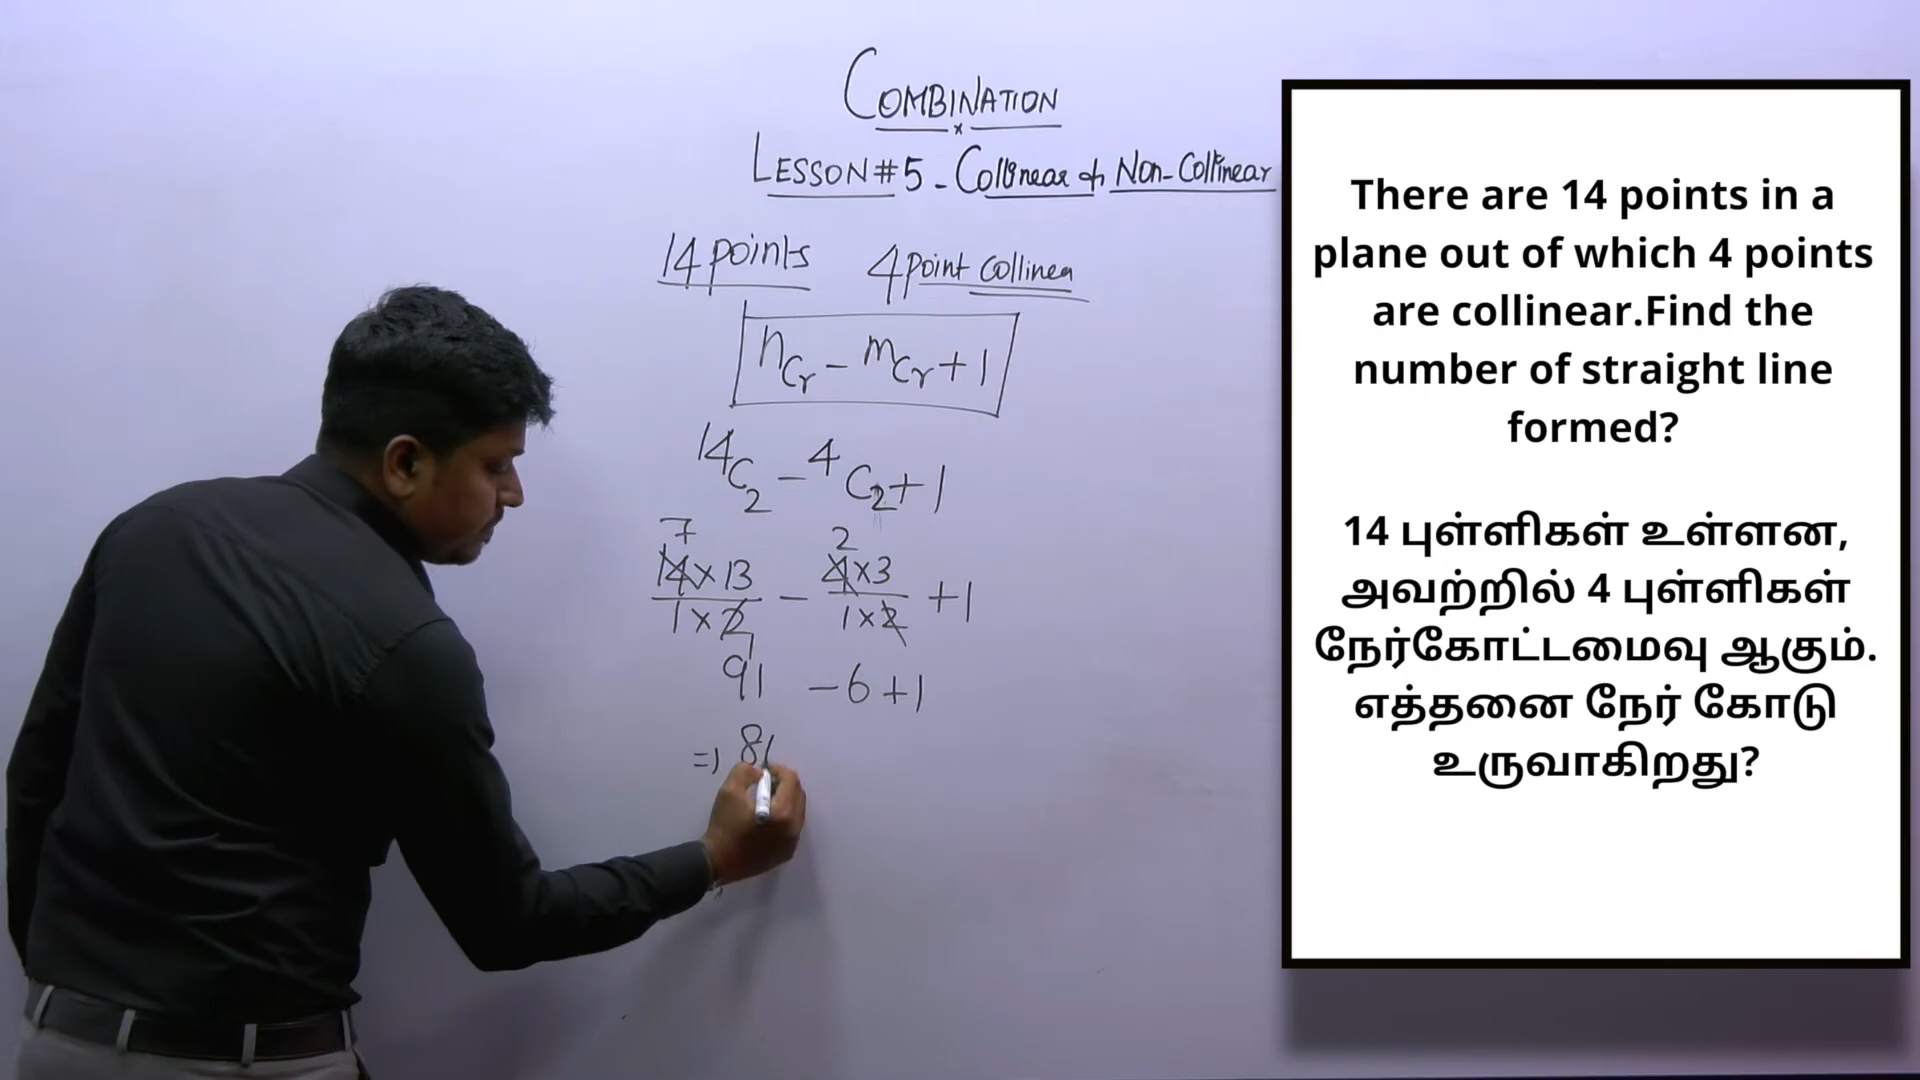 COMBINATION
LESSON # 5 - Collinear & Non-Collinear
14 points 4 point collinea
nCr - mCr + 1
14C2 - 4C2 + 1
7 2
14 × 13 - 4 × 3 + 1
1 × 2 1 × 2
1
91 - 6 + 1
=) 8
There are 14 points in a
plane out of which 4 points
are collinear.Find the
number of straight line
formed?
14 புள்ளிகள் உள்ளன,
அவற்றில் 4 புள்ளிகள்
நேர்கோட்டமைவு ஆகும்.
எத்தனை நேர் கோடு
உருவாகிறது?